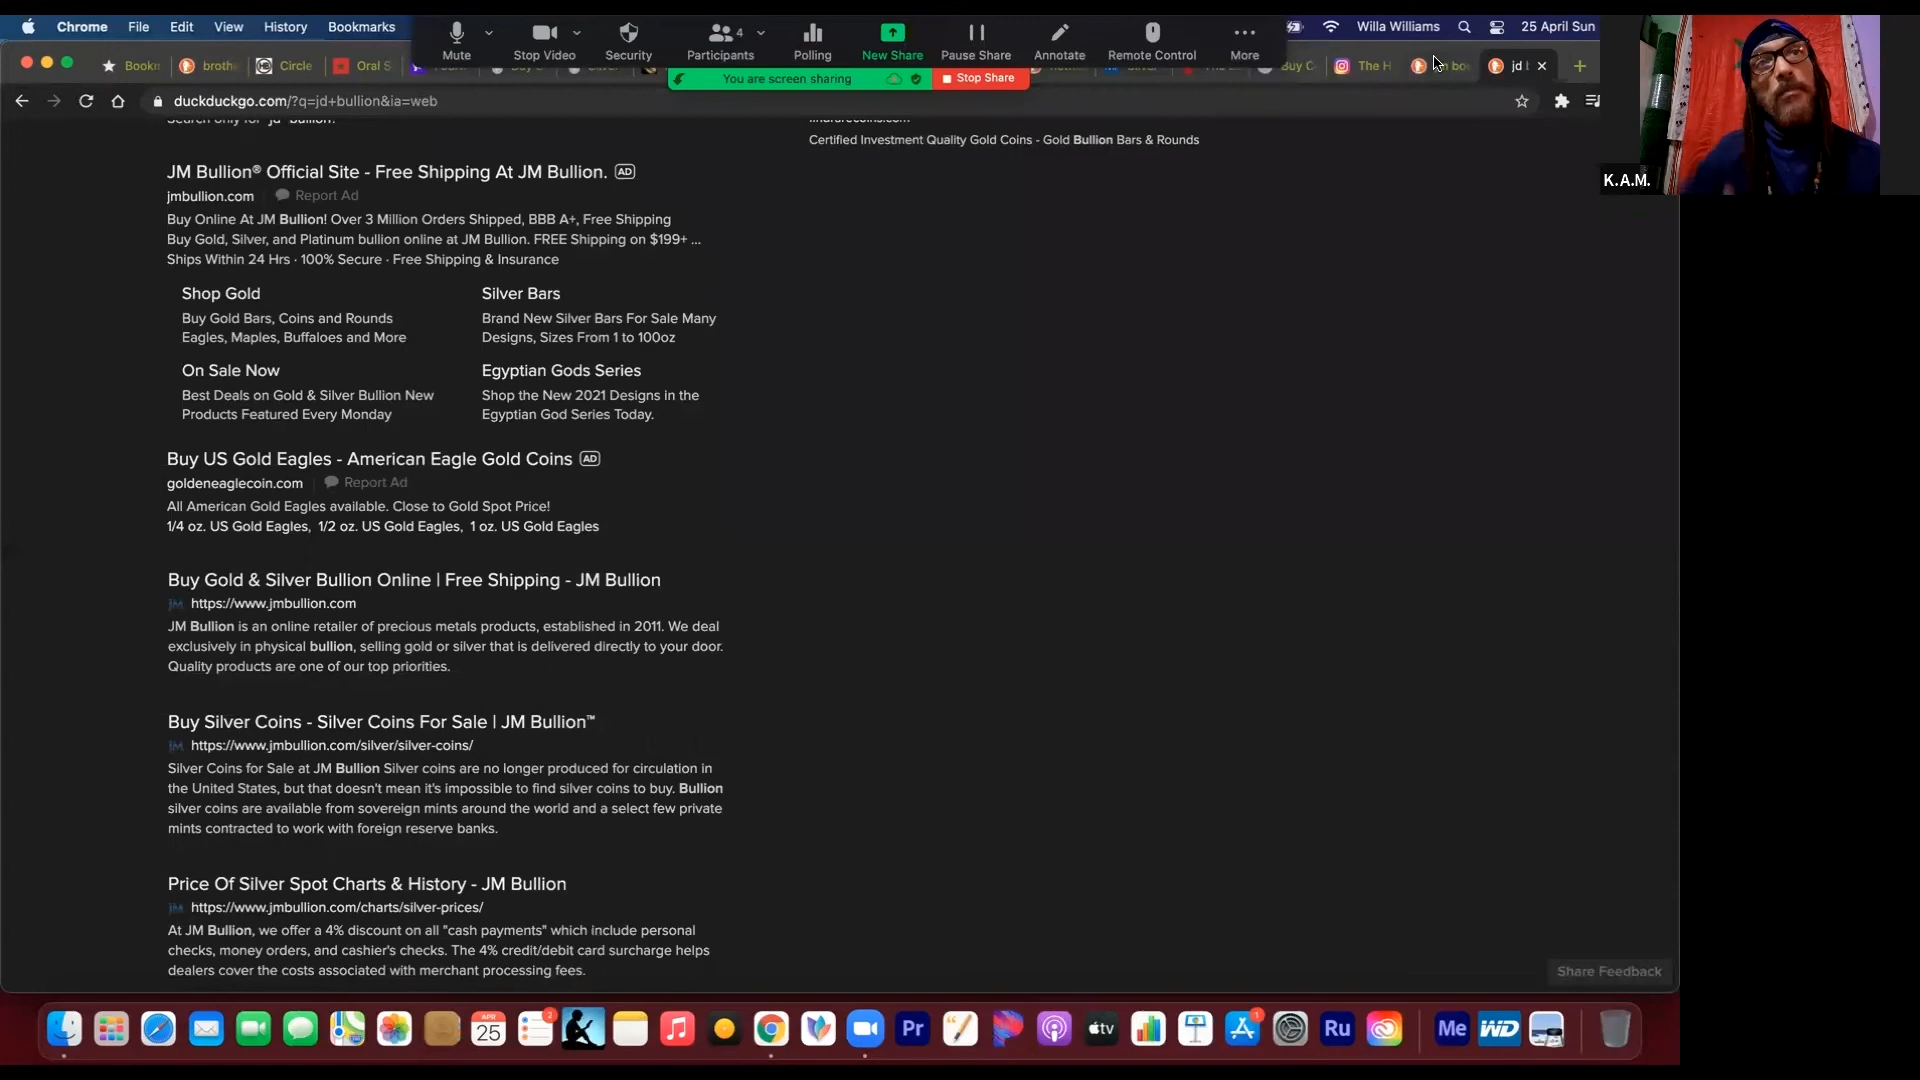 Chrome File Edit View History Bookmarks
Willa Williams 25 April Sun
Mute Stop Video Security Participants 4 Polling New Share Pause Share Annotate Remote Control More
You are screen sharing Stop Share
Circle Oral S Buy C The H jd
duckduckgo.com/?q=jd+bullion&ia=web
K.A.M.
Certified Investment Quality Gold Coins - Gold Bullion Bars & Rounds
JM Bullion® Official Site - Free Shipping At JM Bullion. AD
jmbullion.com Report Ad
Buy Online At JM Bullion! Over 3 Million Orders Shipped, BBB A+, Free Shipping
Buy Gold, Silver, and Platinum bullion online at JM Bullion. FREE Shipping on $199+ ...
Ships Within 24 Hrs · 100% Secure · Free Shipping & Insurance
Shop Gold
Buy Gold Bars, Coins and Rounds
Eagles, Maples, Buffaloes and More
Silver Bars
Brand New Silver Bars For Sale Many
Designs, Sizes From 1 to 100oz
On Sale Now
Best Deals on Gold & Silver Bullion New
Products Featured Every Monday
Egyptian Gods Series
Shop the New 2021 Designs in the
Egyptian God Series Today.
Buy US Gold Eagles - American Eagle Gold Coins AD
goldeneaglecoin.com Report Ad
All American Gold Eagles available. Close to Gold Spot Price!
1/4 oz. US Gold Eagles, 1/2 oz. US Gold Eagles, 1 oz. US Gold Eagles
Buy Gold & Silver Bullion Online | Free Shipping - JM Bullion
JM https://www.jmbullion.com
JM Bullion is an online retailer of precious metals products, established in 2011. We deal
exclusively in physical bullion, selling gold or silver that is delivered directly to your door.
Quality products are one of our top priorities.
Buy Silver Coins - Silver Coins For Sale | JM Bullion™
JM https://www.jmbullion.com/silver/silver-coins/
Silver Coins for Sale at JM Bullion Silver coins are no longer produced for circulation in
the United States, but that doesn't mean it's impossible to find silver coins to buy. Bullion
silver coins are available from sovereign mints around the world and a select few private
mints contracted to work with foreign reserve banks.
Price Of Silver Spot Charts & History - JM Bullion
JM https://www.jmbullion.com/charts/silver-prices/
At JM Bullion, we offer a 4% discount on all "cash payments" which include personal
checks, money orders, and cashier's checks. The 4% credit/debit card surcharge helps
dealers cover the costs associated with merchant processing fees.
Share Feedback
APR 25 2 Pr tv 1 Ru Me WD